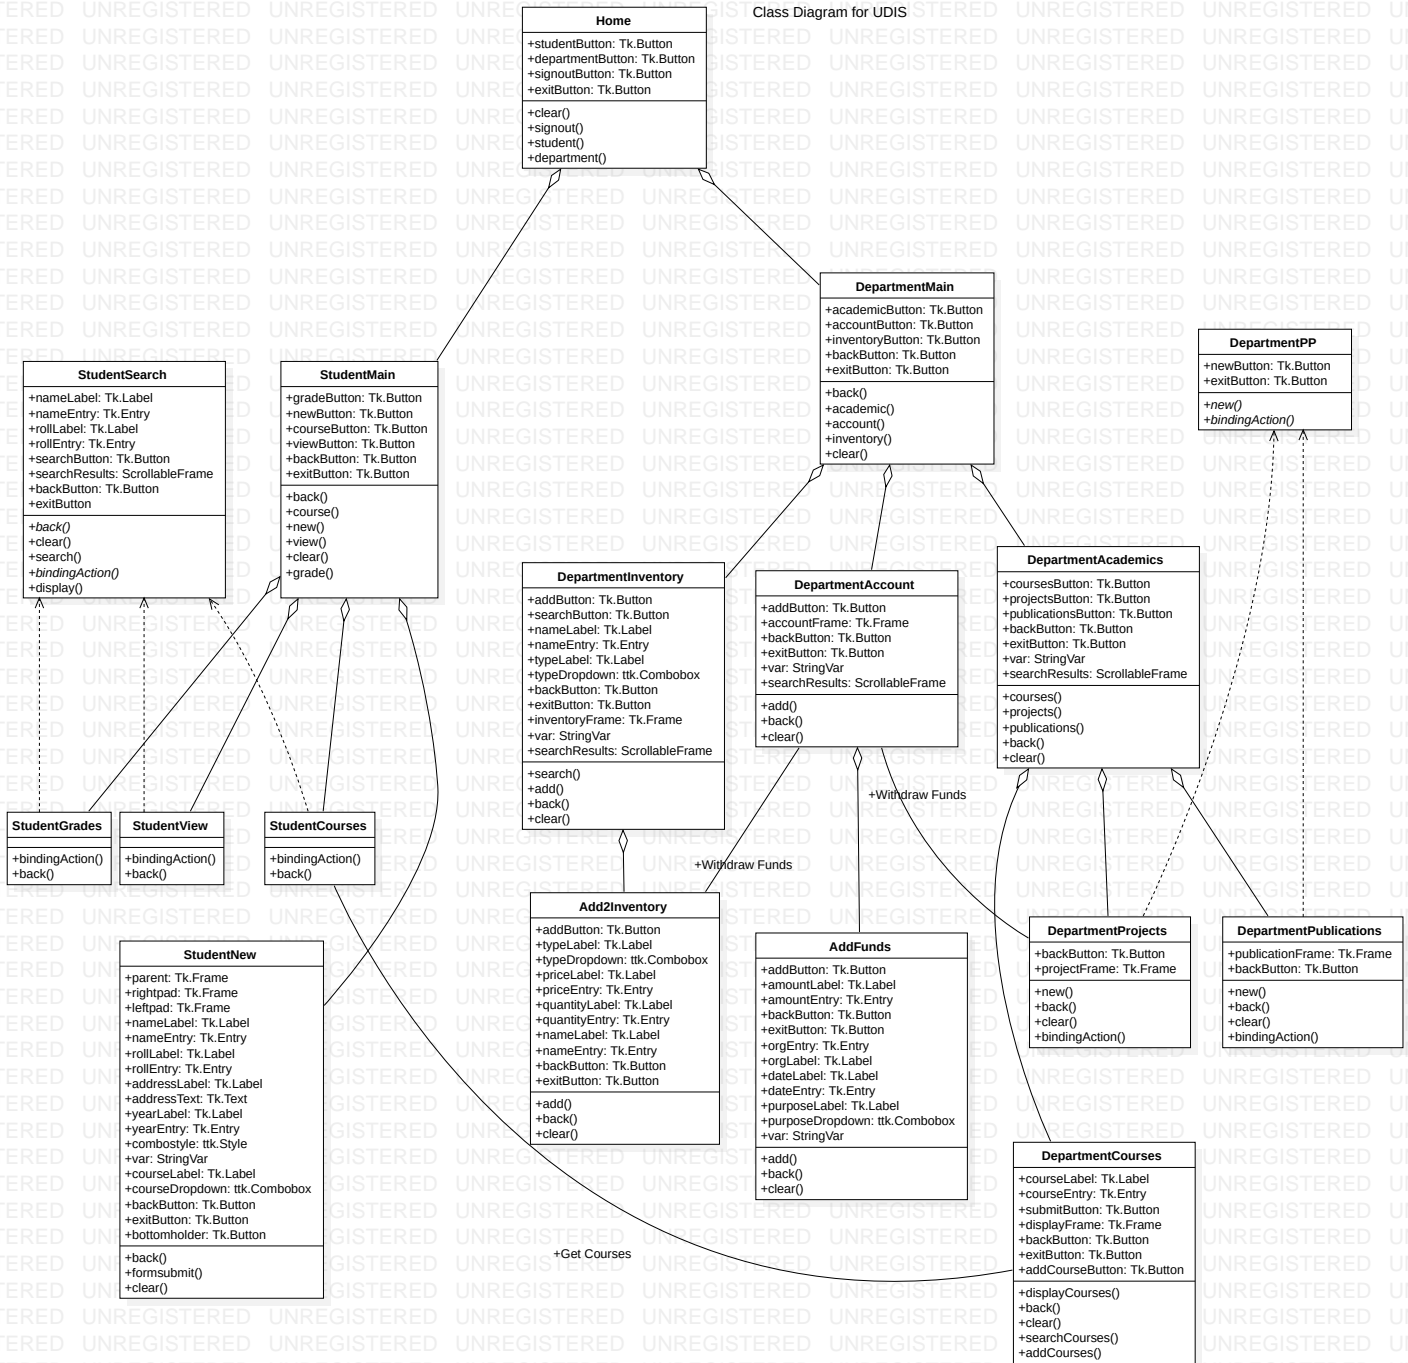 Class Diagram for UDIS
Home
+studentButton: Tk.Button
+departmentButton: Tk.Button
+signoutButton: Tk.Button
+exitButton: Tk.Button
+clear()
+signout()
+student()
+department()
DepartmentMain
+academicButton: Tk.Button
+accountButton: Tk.Button
+inventoryButton: Tk.Button
+backButton: Tk.Button
+exitButton: Tk.Button
+back()
+academic()
+account()
+inventory()
+clear()
DepartmentPP
+newButton: Tk.Button
+exitButton: Tk.Button
+new()
+bindingAction()
StudentSearch
+nameLabel: Tk.Label
+nameEntry: Tk.Entry
+rollLabel: Tk.Label
+rollEntry: Tk.Entry
+searchButton: Tk.Button
+searchResults: ScrollableFrame
+backButton: Tk.Button
+exitButton
+back()
+clear()
+search()
+bindingAction()
+display()
StudentMain
+gradeButton: Tk.Button
+newButton: Tk.Button
+courseButton: Tk.Button
+viewButton: Tk.Button
+backButton: Tk.Button
+exitButton: Tk.Button
+back()
+course()
+new()
+view()
+clear()
+grade()
DepartmentInventory
+addButton: Tk.Button
+searchButton: Tk.Button
+nameLabel: Tk.Label
+nameEntry: Tk.Entry
+typeLabel: Tk.Label
+typeDropdown: ttk.Combobox
+backButton: Tk.Button
+exitButton: Tk.Button
+inventoryFrame: Tk.Frame
+var: StringVar
+searchResults: ScrollableFrame
+search()
+add()
+back()
+clear()
DepartmentAccount
+addButton: Tk.Button
+accountFrame: Tk.Frame
+backButton: Tk.Button
+exitButton: Tk.Button
+var: StringVar
+searchResults: ScrollableFrame
+add()
+back()
+clear()
DepartmentAcademics
+coursesButton: Tk.Button
+projectsButton: Tk.Button
+publicationsButton: Tk.Button
+backButton: Tk.Button
+exitButton: Tk.Button
+var: StringVar
+searchResults: ScrollableFrame
+courses()
+projects()
+publications()
+back()
+clear()
+Withdraw Funds
+Withdraw Funds
StudentGrades
+bindingAction()
+back()
StudentView
+bindingAction()
+back()
StudentCourses
+bindingAction()
+back()
StudentNew
+parent: Tk.Frame
+rightpad: Tk.Frame
+leftpad: Tk.Frame
+nameLabel: Tk.Label
+nameEntry: Tk.Entry
+rollLabel: Tk.Label
+rollEntry: Tk.Entry
+addressLabel: Tk.Label
+addressText: Tk.Text
+yearLabel: Tk.Label
+yearEntry: Tk.Entry
+combostyle: ttk.Style
+var: StringVar
+courseLabel: Tk.Label
+courseDropdown: ttk.Combobox
+backButton: Tk.Button
+exitButton: Tk.Button
+bottomholder: Tk.Button
+back()
+formsubmit()
+clear()
Add2Inventory
+addButton: Tk.Button
+typeLabel: Tk.Label
+typeDropdown: ttk.Combobox
+priceLabel: Tk.Label
+priceEntry: Tk.Entry
+quantityLabel: Tk.Label
+quantityEntry: Tk.Entry
+nameLabel: Tk.Label
+nameEntry: Tk.Entry
+backButton: Tk.Button
+exitButton: Tk.Button
+add()
+back()
+clear()
AddFunds
+addButton: Tk.Button
+amountLabel: Tk.Label
+amountEntry: Tk.Entry
+backButton: Tk.Button
+exitButton: Tk.Button
+orgEntry: Tk.Entry
+orgLabel: Tk.Label
+dateLabel: Tk.Label
+dateEntry: Tk.Entry
+purposeLabel: Tk.Label
+purposeDropdown: ttk.Combobox
+var: StringVar
+add()
+back()
+clear()
DepartmentProjects
+backButton: Tk.Button
+projectFrame: Tk.Frame
+new()
+back()
+clear()
+bindingAction()
DepartmentPublications
+publicationFrame: Tk.Frame
+backButton: Tk.Button
+new()
+back()
+clear()
+bindingAction()
+Get Courses
DepartmentCourses
+courseLabel: Tk.Label
+courseEntry: Tk.Entry
+submitButton: Tk.Button
+displayFrame: Tk.Frame
+backButton: Tk.Button
+exitButton: Tk.Button
+addCourseButton: Tk.Button
+displayCourses()
+back()
+clear()
+searchCourses()
+addCourses()